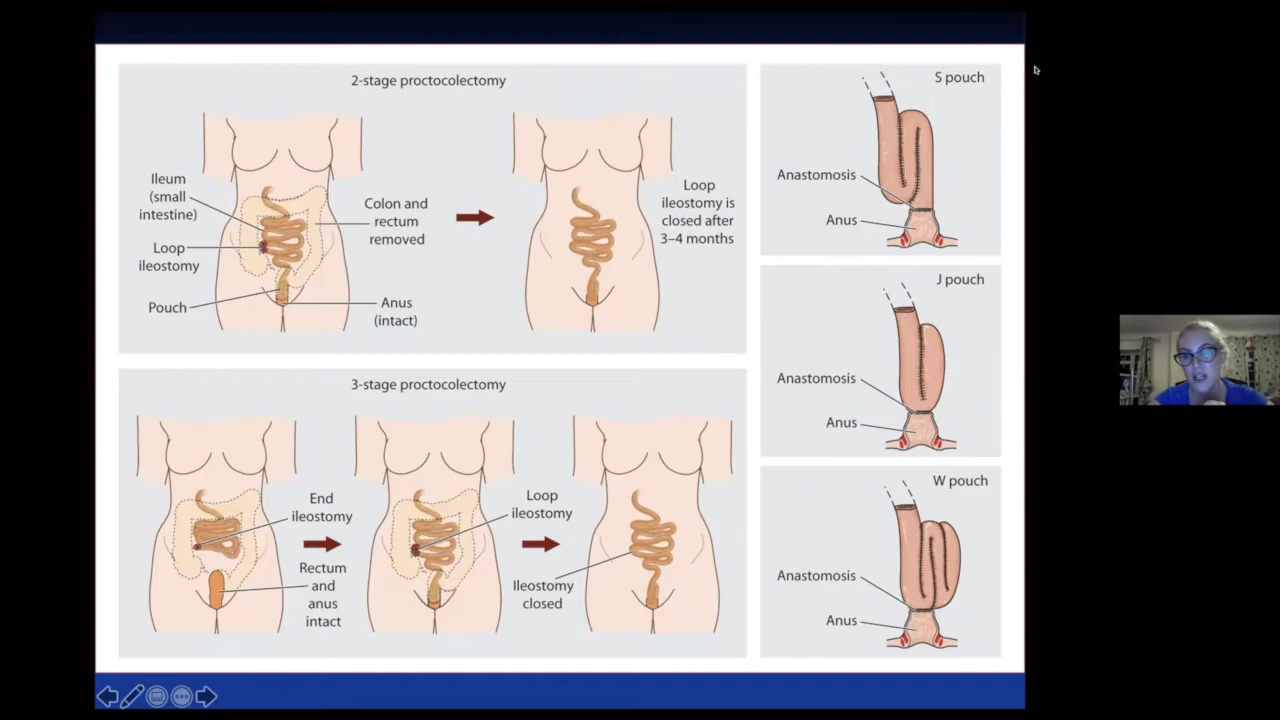 2-stage proctocolectomy
Ileum
(small
intestine)
Loop
ileostomy
Pouch
Colon and
rectum
removed
Anus
(intact)
Loop
ileostomy is
closed after
3–4 months
3-stage proctocolectomy
End
ileostomy
Rectum
and
anus
intact
Loop
ileostomy
Ileostomy
closed
S pouch
Anastomosis
Anus
J pouch
Anastomosis
Anus
W pouch
Anastomosis
Anus